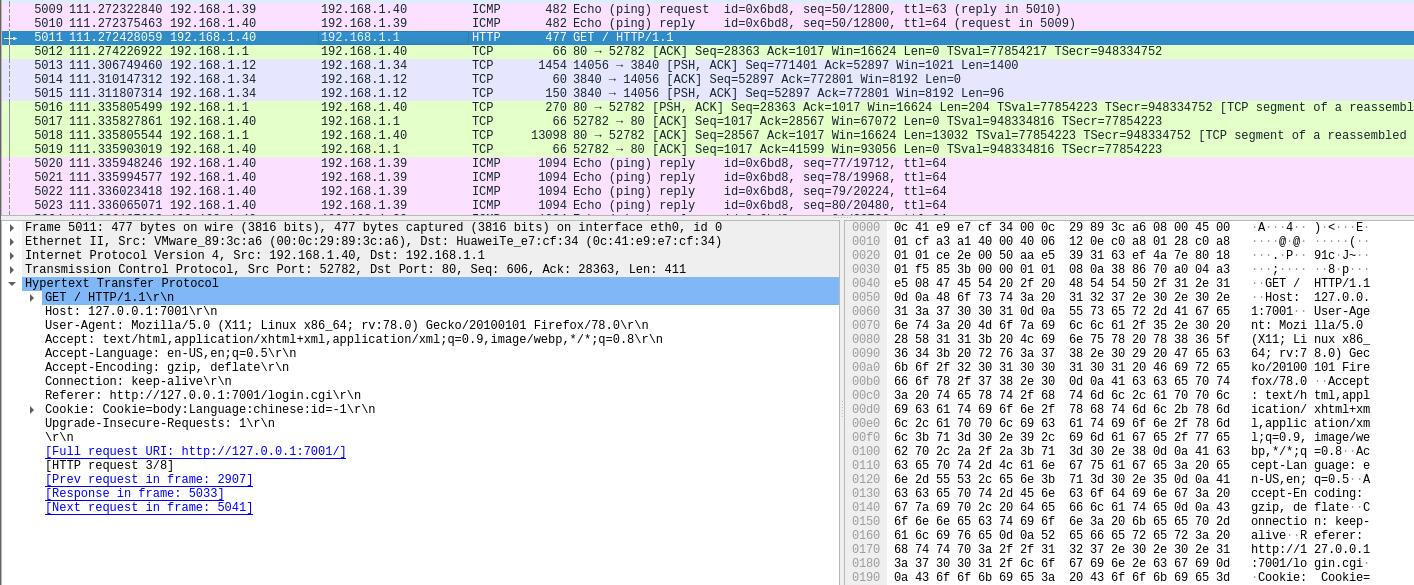 5009 111.272322840 192.168.1.39 192.168.1.40 ICMP 482 Echo (ping) request id=0x6bd8, seq=50/12800, ttl=63 (reply in 5010)
5010 111.272375463 192.168.1.40 192.168.1.39 ICMP 482 Echo (ping) reply id=0x6bd8, seq=50/12800, ttl=64 (request in 5009)
5011 111.272428059 192.168.1.40 192.168.1.1 HTTP 477 GET / HTTP/1.1
5012 111.274226922 192.168.1.1 192.168.1.40 TCP 66 80 → 52782 [ACK] Seq=28363 Ack=1017 Win=16624 Len=0 TSval=77854217 TSecr=948334752
5013 111.306749460 192.168.1.12 192.168.1.34 TCP 1454 14056 → 3840 [PSH, ACK] Seq=771401 Ack=52897 Win=1021 Len=1400
5014 111.310147312 192.168.1.34 192.168.1.12 TCP 60 3840 → 14056 [ACK] Seq=52897 Ack=772801 Win=8192 Len=0
5015 111.311807314 192.168.1.34 192.168.1.12 TCP 150 3840 → 14056 [PSH, ACK] Seq=52897 Ack=772801 Win=8192 Len=96
5016 111.335805499 192.168.1.1 192.168.1.40 TCP 270 80 → 52782 [PSH, ACK] Seq=28363 Ack=1017 Win=16624 Len=204 TSval=77854223 TSecr=948334752 [TCP segment of a reassembl
5017 111.335827861 192.168.1.40 192.168.1.1 TCP 66 52782 → 80 [ACK] Seq=1017 Ack=28567 Win=67072 Len=0 TSval=948334816 TSecr=77854223
5018 111.335805544 192.168.1.1 192.168.1.40 TCP 13098 80 → 52782 [PSH, ACK] Seq=28567 Ack=1017 Win=16624 Len=13032 TSval=77854223 TSecr=948334752 [TCP segment of a reassembled
5019 111.335903019 192.168.1.40 192.168.1.1 TCP 66 52782 → 80 [ACK] Seq=1017 Ack=41599 Win=93056 Len=0 TSval=948334816 TSecr=77854223
5020 111.335948246 192.168.1.40 192.168.1.39 ICMP 1094 Echo (ping) reply id=0x6bd8, seq=77/19712, ttl=64
5021 111.335994577 192.168.1.40 192.168.1.39 ICMP 1094 Echo (ping) reply id=0x6bd8, seq=78/19968, ttl=64
5022 111.336023418 192.168.1.40 192.168.1.39 ICMP 1094 Echo (ping) reply id=0x6bd8, seq=79/20224, ttl=64
5023 111.336065071 192.168.1.40 192.168.1.39 ICMP 1094 Echo (ping) reply id=0x6bd8, seq=80/20480, ttl=64
Frame 5011: 477 bytes on wire (3816 bits), 477 bytes captured (3816 bits) on interface eth0, id 0
Ethernet II, Src: VMware_89:3c:a6 (00:0c:29:89:3c:a6), Dst: HuaweiTe_e7:cf:34 (0c:41:e9:e7:cf:34)
Internet Protocol Version 4, Src: 192.168.1.40, Dst: 192.168.1.1
Transmission Control Protocol, Src Port: 52782, Dst Port: 80, Seq: 606, Ack: 28363, Len: 411
Hypertext Transfer Protocol
GET / HTTP/1.1\r\n
Host: 127.0.0.1:7001\r\n
User-Agent: Mozilla/5.0 (X11; Linux x86_64; rv:78.0) Gecko/20100101 Firefox/78.0\r\n
Accept: text/html,application/xhtml+xml,application/xml;q=0.9,image/webp,*/*;q=0.8\r\n
Accept-Language: en-US,en;q=0.5\r\n
Accept-Encoding: gzip, deflate\r\n
Connection: keep-alive\r\n
Referer: http://127.0.0.1:7001/login.cgi\r\n
Cookie: Cookie=body:Language:chinese:id=-1\r\n
Upgrade-Insecure-Requests: 1\r\n
\r\n
[Full request URI: http://127.0.0.1:7001/]
[HTTP request 3/8]
[Prev request in frame: 2907]
[Response in frame: 5033]
[Next request in frame: 5041]
0000 0c 41 e9 e7 cf 34 00 0c 29 89 3c a6 08 00 45 00 ·A···4·· )·<···E·
0010 01 cf a3 a1 40 00 40 06 12 0e c0 a8 01 28 c0 a8 ····@·@· ·····(··
0020 01 01 ce 2e 00 50 aa e5 39 31 63 ef 4a 7e 80 18 ···.·P·· 91c·J~··
0030 01 f5 85 3b 00 00 01 01 08 0a 38 86 70 a0 04 a3 ···;···· ··8·p···
0040 e5 08 47 45 54 20 2f 20 48 54 54 50 2f 31 2e 31 ··GET /  HTTP/1.1
0050 0d 0a 48 6f 73 74 3a 20 31 32 37 2e 30 2e 30 2e ··Host:  127.0.0.
0060 31 3a 37 30 30 31 0d 0a 55 73 65 72 2d 41 67 65 1:7001·· User-Age
0070 6e 74 3a 20 4d 6f 7a 69 6c 6c 61 2f 35 2e 30 20 nt: Mozi lla/5.0
0080 28 58 31 31 3b 20 4c 69 6e 75 78 20 78 38 36 5f (X11; Li nux x86_
0090 36 34 3b 20 72 76 3a 37 38 2e 30 29 20 47 65 63 64; rv:7 8.0) Gec
00a0 6b 6f 2f 32 30 31 30 30 31 30 31 20 46 69 72 65 ko/20100 101 Fire
00b0 66 6f 78 2f 37 38 2e 30 0d 0a 41 63 63 65 70 74 fox/78.0 ··Accept
00c0 3a 20 74 65 78 74 2f 68 74 6d 6c 2c 61 70 70 6c : text/h tml,appl
00d0 69 63 61 74 69 6f 6e 2f 78 68 74 6d 6c 2b 78 6d ication/ xhtml+xm
00e0 6c 2c 61 70 70 6c 69 63 61 74 69 6f 6e 2f 78 6d l,applic ation/xm
00f0 6c 3b 71 3d 30 2e 39 2c 69 6d 61 67 65 2f 77 65 l;q=0.9, image/we
0100 62 70 2c 2a 2f 2a 3b 71 3d 30 2e 38 0d 0a 41 63 bp,*/*;q =0.8··Ac
0110 63 65 70 74 2d 4c 61 6e 67 75 61 67 65 3a 20 65 cept-Lan guage: e
0120 6e 2d 55 53 2c 65 6e 3b 71 3d 30 2e 35 0d 0a 41 n-US,en; q=0.5··A
0130 63 63 65 70 74 2d 45 6e 63 6f 64 69 6e 67 3a 20 ccept-En coding:
0140 67 7a 69 70 2c 20 64 65 66 6c 61 74 65 0d 0a 43 gzip, de flate··C
0150 6f 6e 6e 65 63 74 69 6f 6e 3a 20 6b 65 65 70 2d onnectio n: keep-
0160 61 6c 69 76 65 0d 0a 52 65 66 65 72 65 72 3a 20 alive··R eferer:
0170 68 74 74 70 3a 2f 2f 31 32 37 2e 30 2e 30 2e 31 http://1 27.0.0.1
0180 3a 37 30 30 31 2f 6c 6f 67 69 6e 2e 63 67 69 0d :7001/lo gin.cgi·
0190 0a 43 6f 6f 6b 69 65 3a 20 43 6f 6f 6b 69 65 3d ·Cookie:  Cookie=